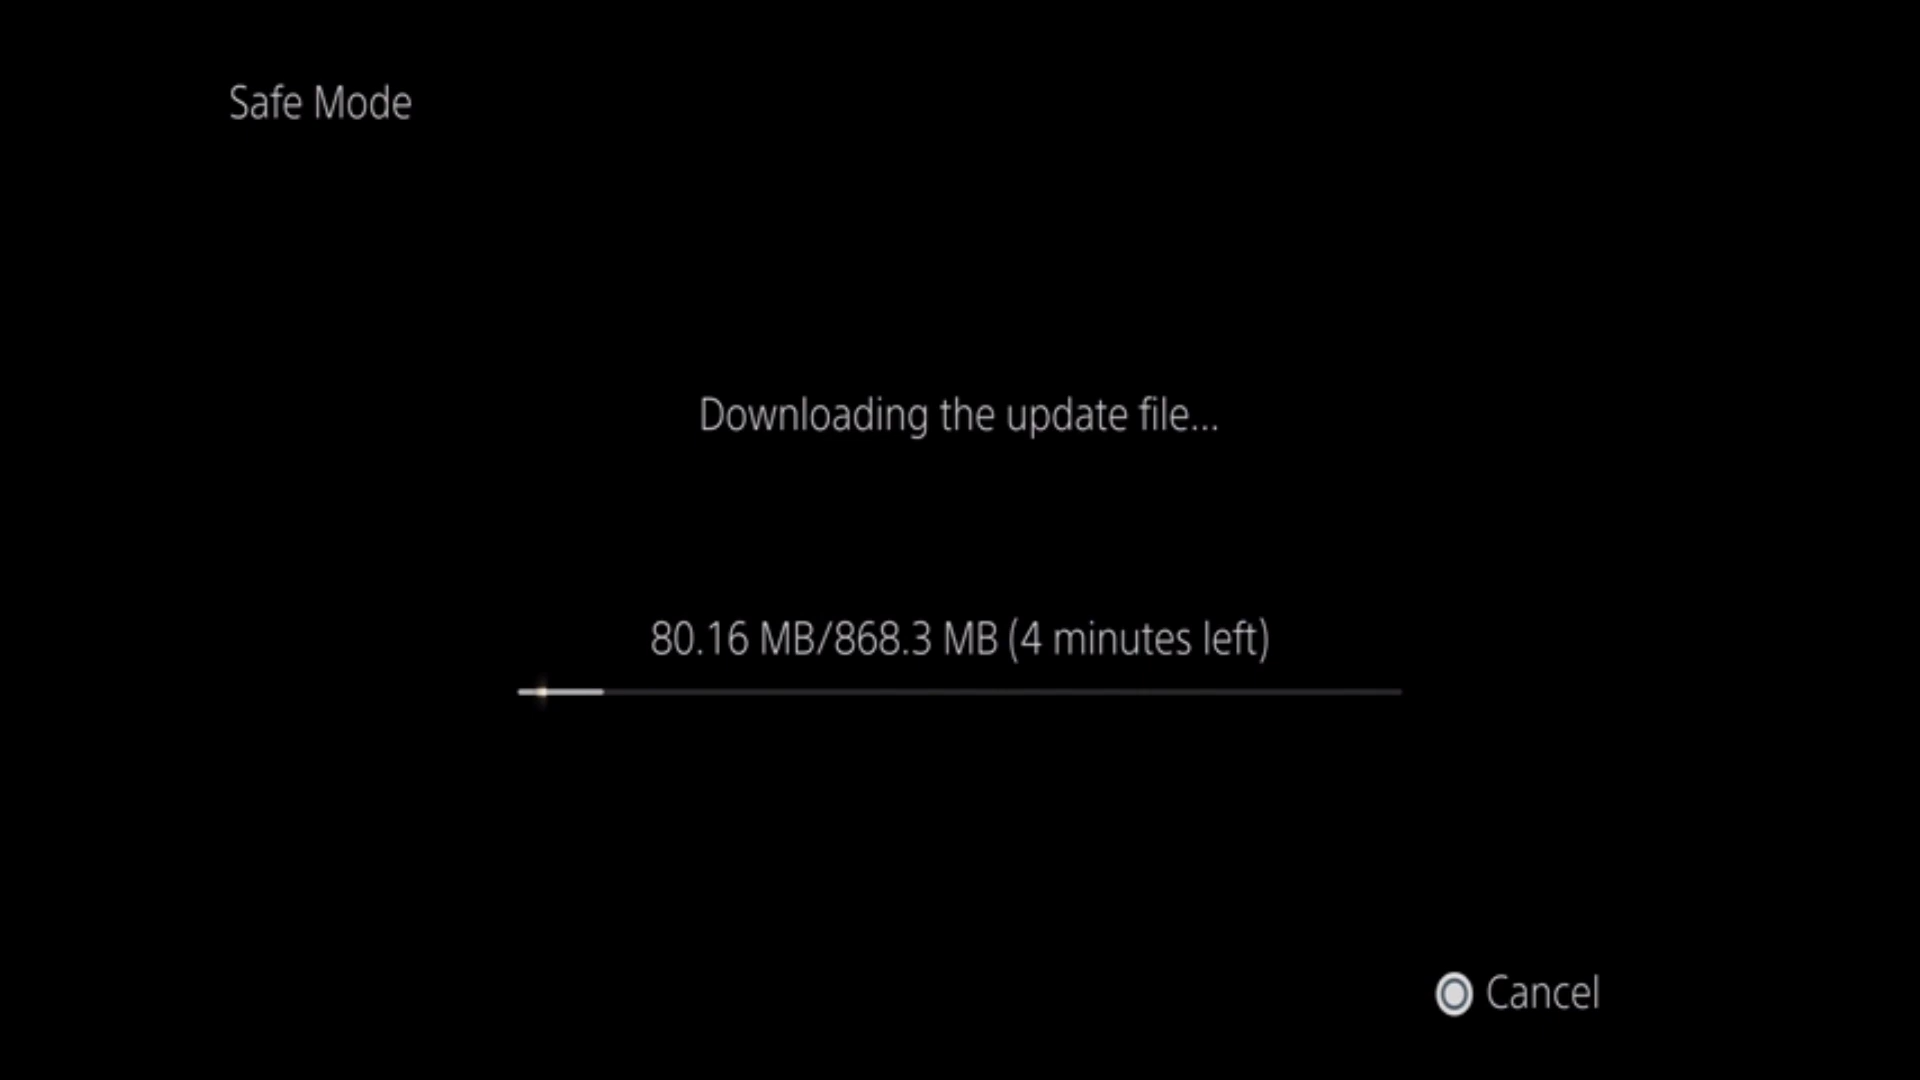 Safe Mode
Downloading the update file...
80.16 MB/868.3 MB (4 minutes left)
Cancel